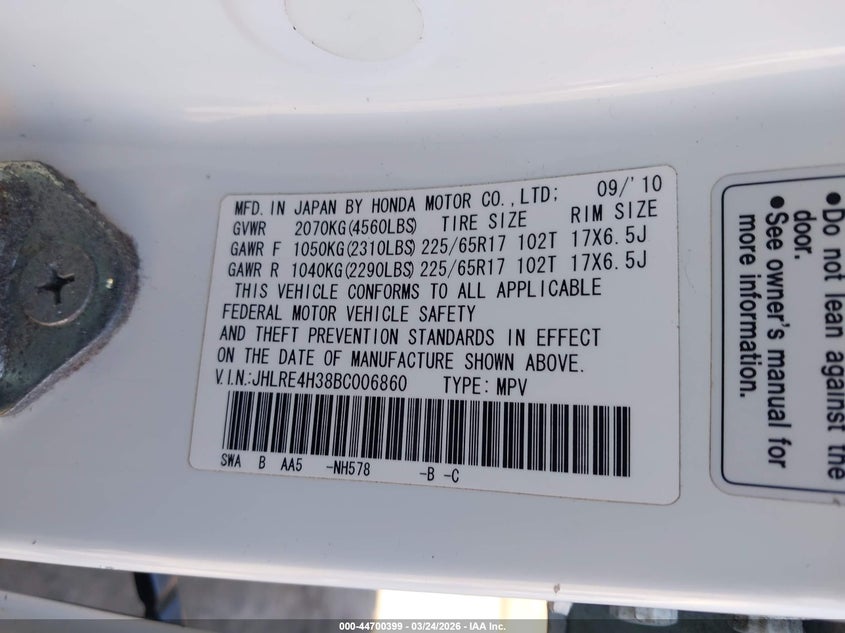 MFD. IN JAPAN BY HONDA MOTOR CO.,LTD; 09/'10
GVWR 2070KG(4560LBS) TIRE SIZE RIM SIZE
GAWR F 1050KG(2310LBS) 225/65R17 102T 17X6.5J
GAWR R 1040KG(2290LBS) 225/65R17 102T 17X6.5J
THIS VEHICLE CONFORMS TO ALL APPLICABLE
FEDERAL MOTOR VEHICLE SAFETY
AND THEFT PREVENTION STANDARDS IN EFFECT
ON THE DATE OF MANUFACTURE SHOWN ABOVE.
V.I.N.:JHLRE4H38BC006860 TYPE: MPV
SWA B AA5 -NH578 -B -C
●Do not lean against the
door.
●See owner's manual for
more information.
000-44700399 - 03/24/2026 - IAA Inc.